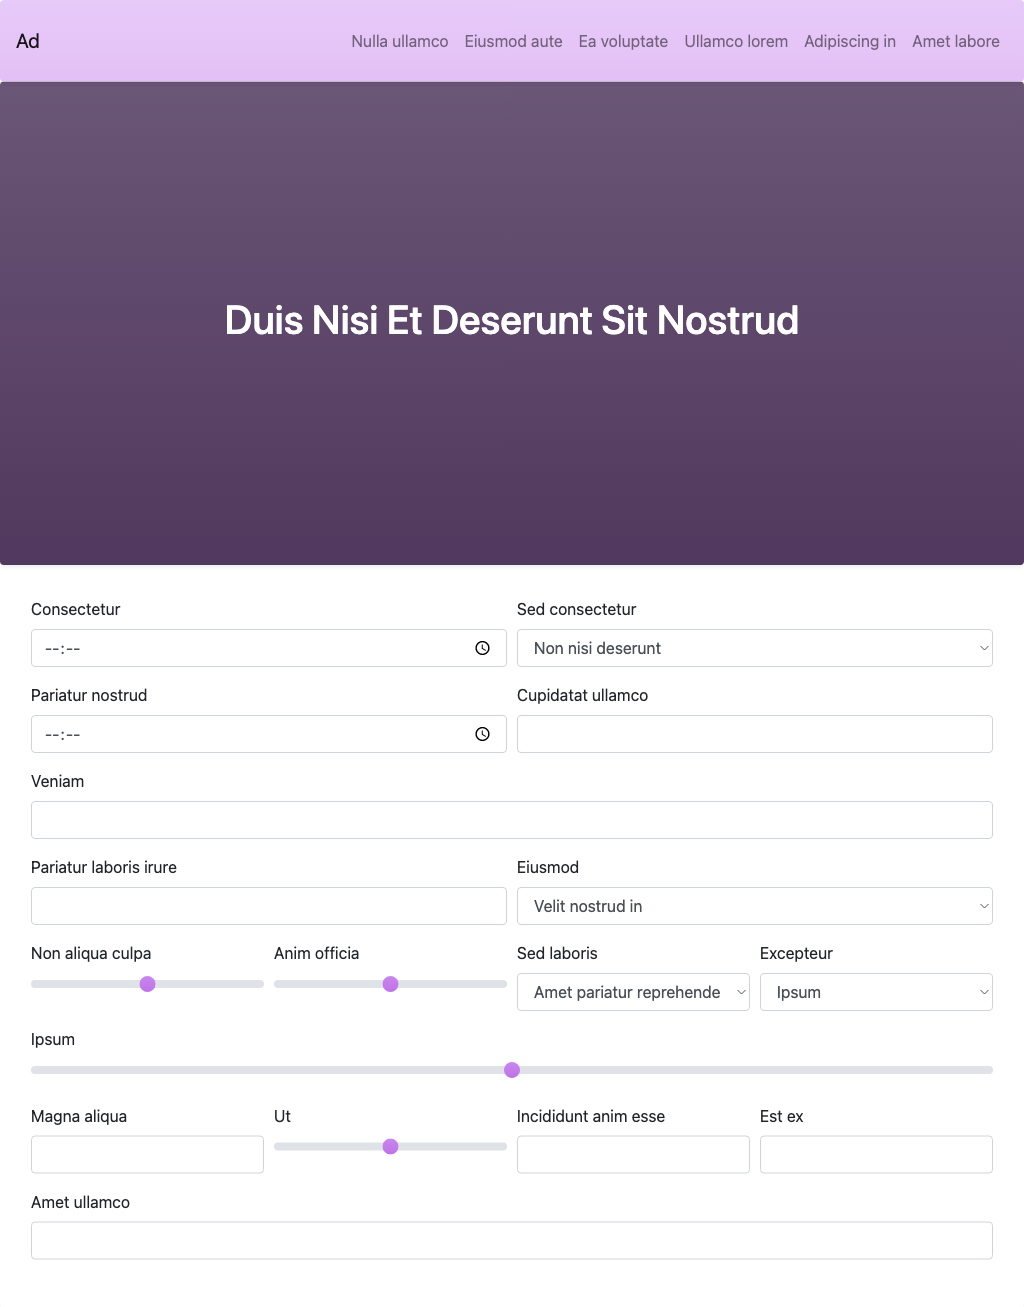 Ad
Nulla ullamco Eiusmod aute Ea voluptate Ullamco lorem Adipiscing in Amet labore
Duis Nisi Et Deserunt Sit Nostrud
Consectetur Sed consectetur
--:-- Non nisi deserunt
Pariatur nostrud Cupidatat ullamco
--:--
Veniam
Pariatur laboris irure Eiusmod
Velit nostrud in
Non aliqua culpa Anim officia Sed laboris Excepteur
Amet pariatur reprehende Ipsum
Ipsum
Magna aliqua Ut Incididunt anim esse Est ex
Amet ullamco